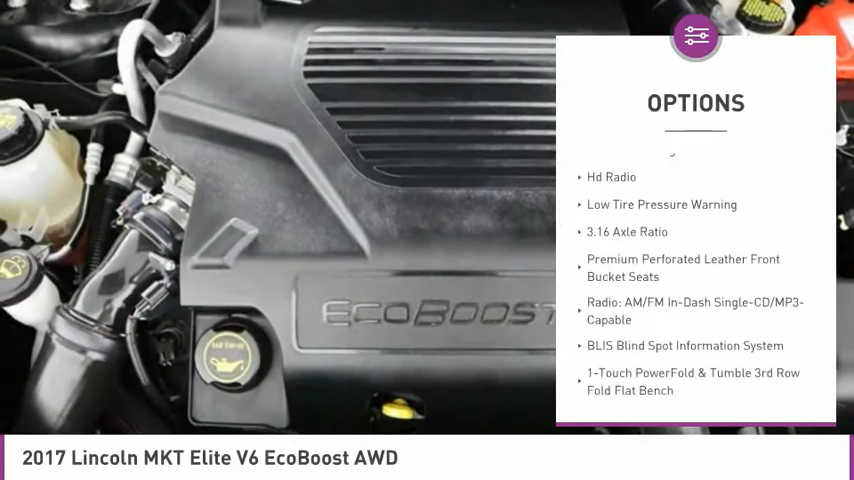 OPTIONS
Hd Radio
Low Tire Pressure Warning
3.16 Axle Ratio
Premium Perforated Leather Front
Bucket Seats
Radio: AM/FM In-Dash Single-CD/MP3-
Capable
BLIS Blind Spot Information System
1-Touch PowerFold & Tumble 3rd Row
Fold Flat Bench
ECOBOOST
2017 Lincoln MKT Elite V6 EcoBoost AWD